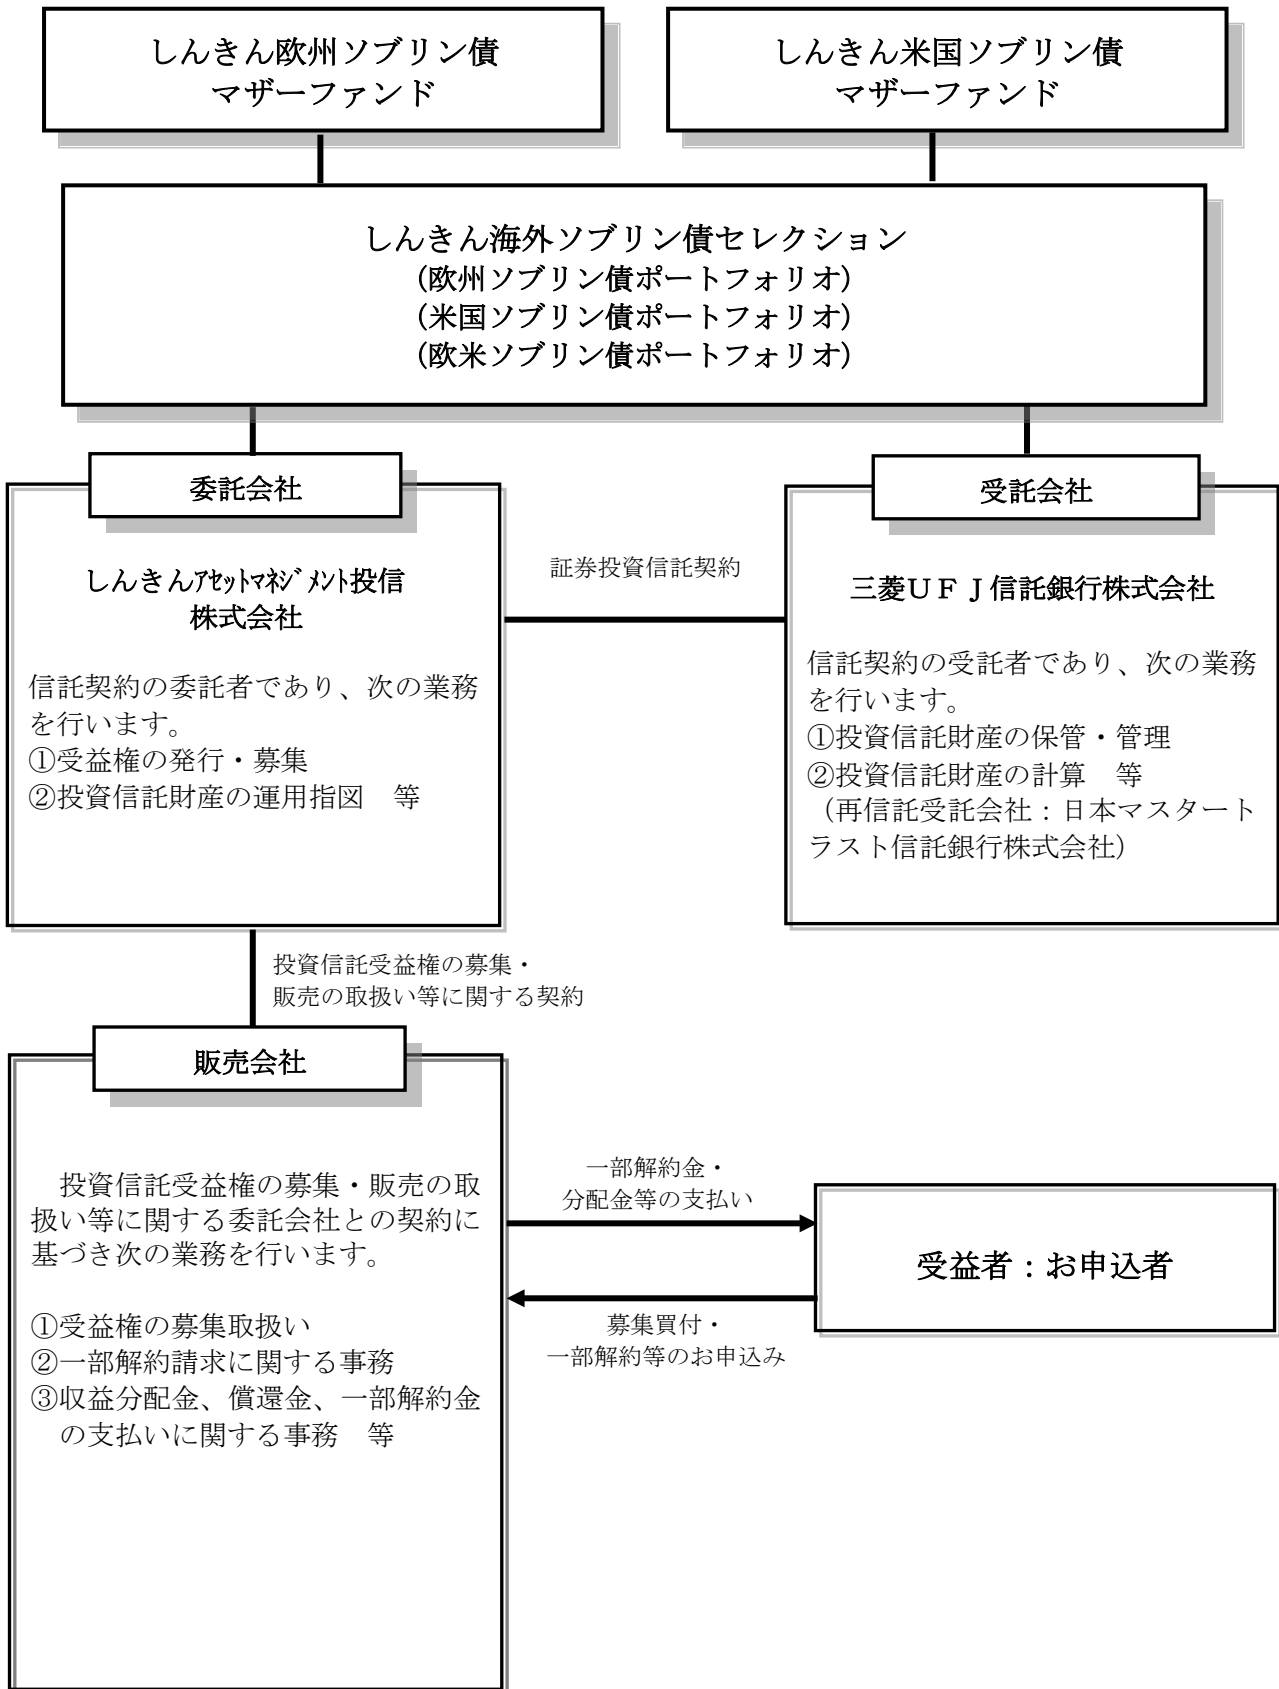 しんきん欧州ソブリン債
マザーファンド
しんきん米国ソブリン債
マザーファンド
しんきん海外ソブリン債セレクション
(欧州ソブリン債ポートフォリオ)
(米国ソブリン債ポートフォリオ)
(欧米ソブリン債ポートフォリオ)
委託会社
しんきんｱｾｯﾄﾏﾈｼﾞﾒﾝﾄ投信
株式会社
信託契約の委託者であり、次の業務
を行います。
①受益権の発行・募集
②投資信託財産の運用指図　等
証券投資信託契約
受託会社
三菱ＵＦＪ信託銀行株式会社
信託契約の受託者であり、次の業務
を行います。
①投資信託財産の保管・管理
②投資信託財産の計算　等
（再信託受託会社：日本マスタート
ラスト信託銀行株式会社）
投資信託受益権の募集・
販売の取扱い等に関する契約
販売会社
　投資信託受益権の募集・販売の取
扱い等に関する委託会社との契約に
基づき次の業務を行います。
①受益権の募集取扱い
②一部解約請求に関する事務
③収益分配金、償還金、一部解約金
　の支払いに関する事務　等
一部解約金・
分配金等の支払い
募集買付・
一部解約等のお申込み
受益者：お申込者